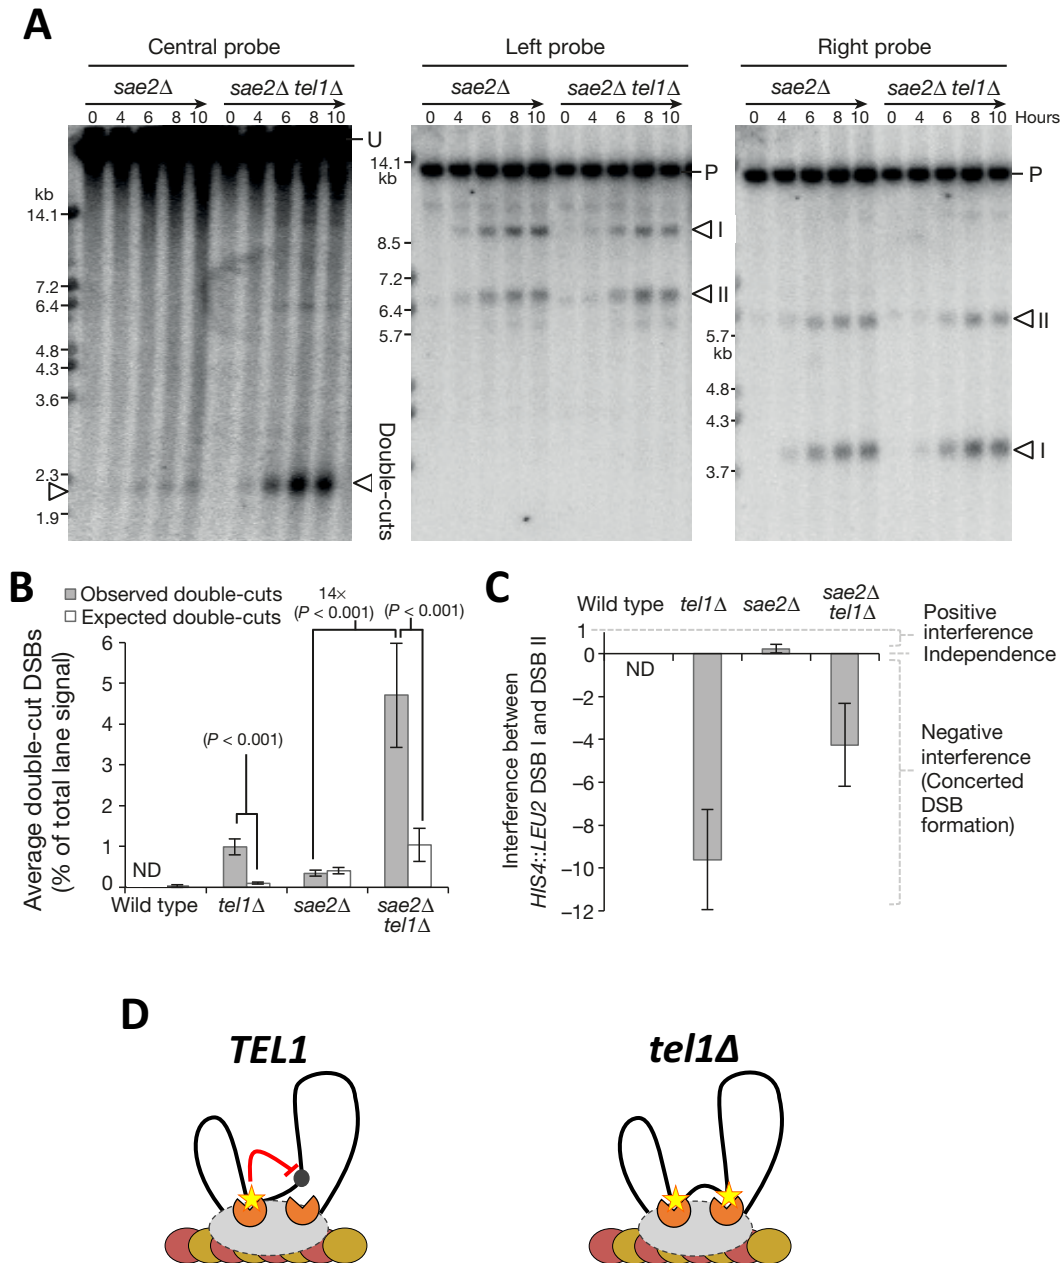 A
Central probe
Left probe
Right probe
sae2Δ
sae2Δ tel1Δ
sae2Δ
sae2Δ tel1Δ
sae2Δ
sae2Δ tel1Δ
0 4 6 8 10 0 4 6 8 10
0 4 6 8 10 0 4 6 8 10
0 4 6 8 10 0 4 6 8 10 Hours
U
kb
14.1
7.2
6.4
4.8
4.3
3.6
2.3
1.9
Double-cuts
14.1
kb
8.5
7.2
6.4
5.7
P
I
II
5.7
kb
4.8
4.3
3.7
P
II
I
B
Observed double-cuts
Expected double-cuts
14×
(P < 0.001)
(P < 0.001)
(P < 0.001)
Average double-cut DSBs
(% of total lane signal)
6
5
4
3
2
1
0
ND
Wild type
tel1Δ
sae2Δ
sae2Δ
tel1Δ
C
Wild type
tel1Δ
sae2Δ
sae2Δ
tel1Δ
Interference between
HIS4::LEU2 DSB I and DSB II
1
0
−2
−4
−6
−8
−10
−12
ND
Positive
interference
Independence
Negative
interference
(Concerted
DSB
formation)
D
TEL1
tel1Δ